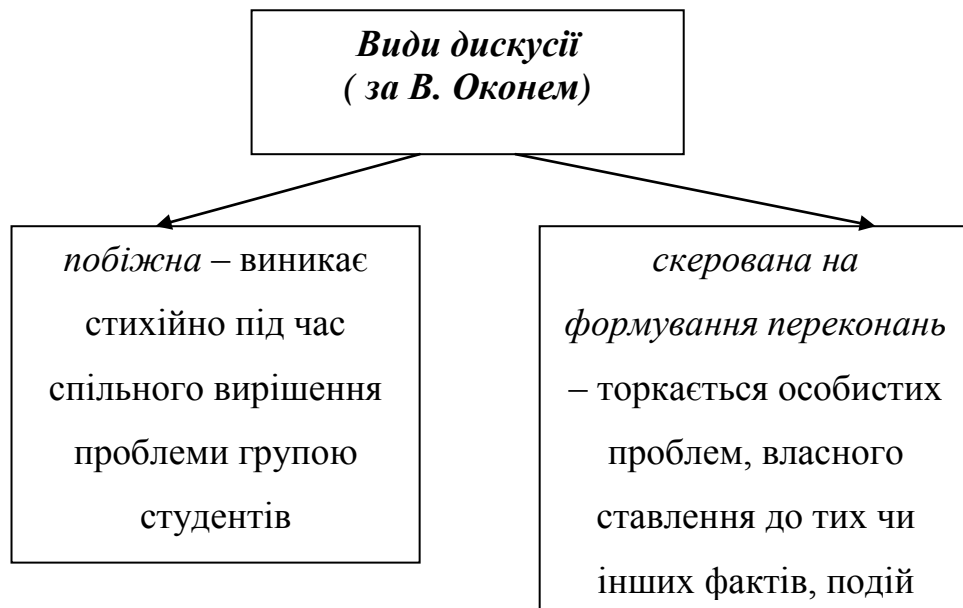 Види дискусії
( за В. Оконем)
побіжна – виникає
стихійно під час
спільного вирішення
проблеми групою
студентів
скерована на
формування переконань
– торкається особистих
проблем, власного
ставлення до тих чи
інших фактів, подій